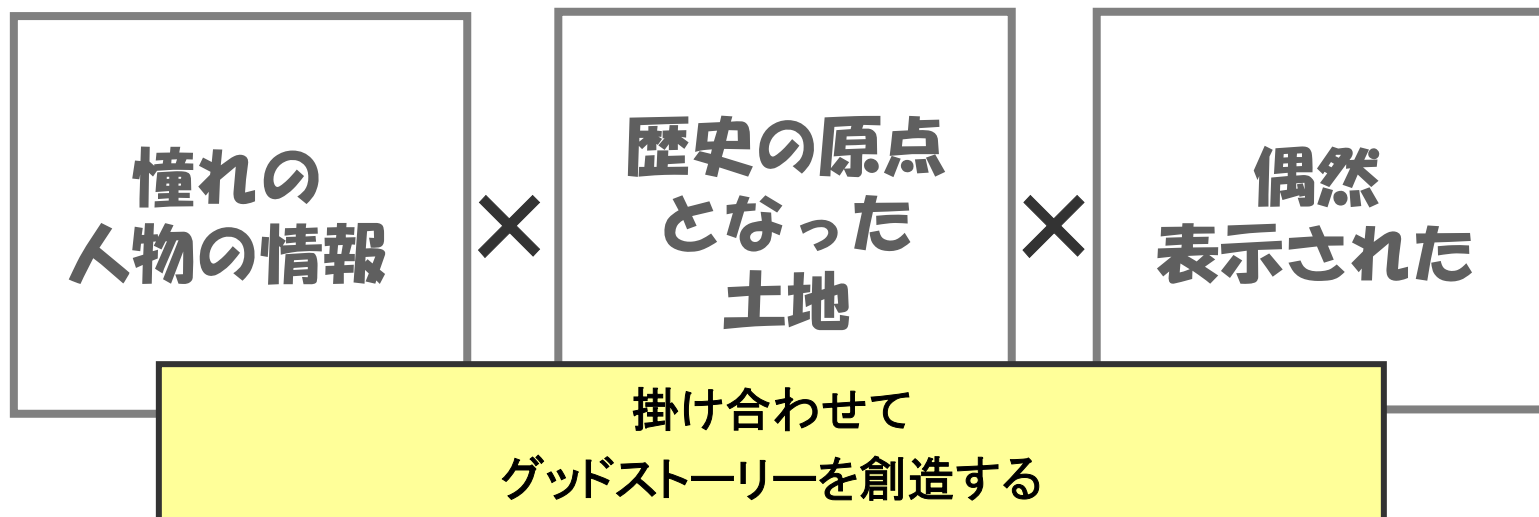 憧れの
人物の情報
×
歴史の原点
となった
土地
×
偶然
表示された
掛け合わせて
グッドストーリーを創造する